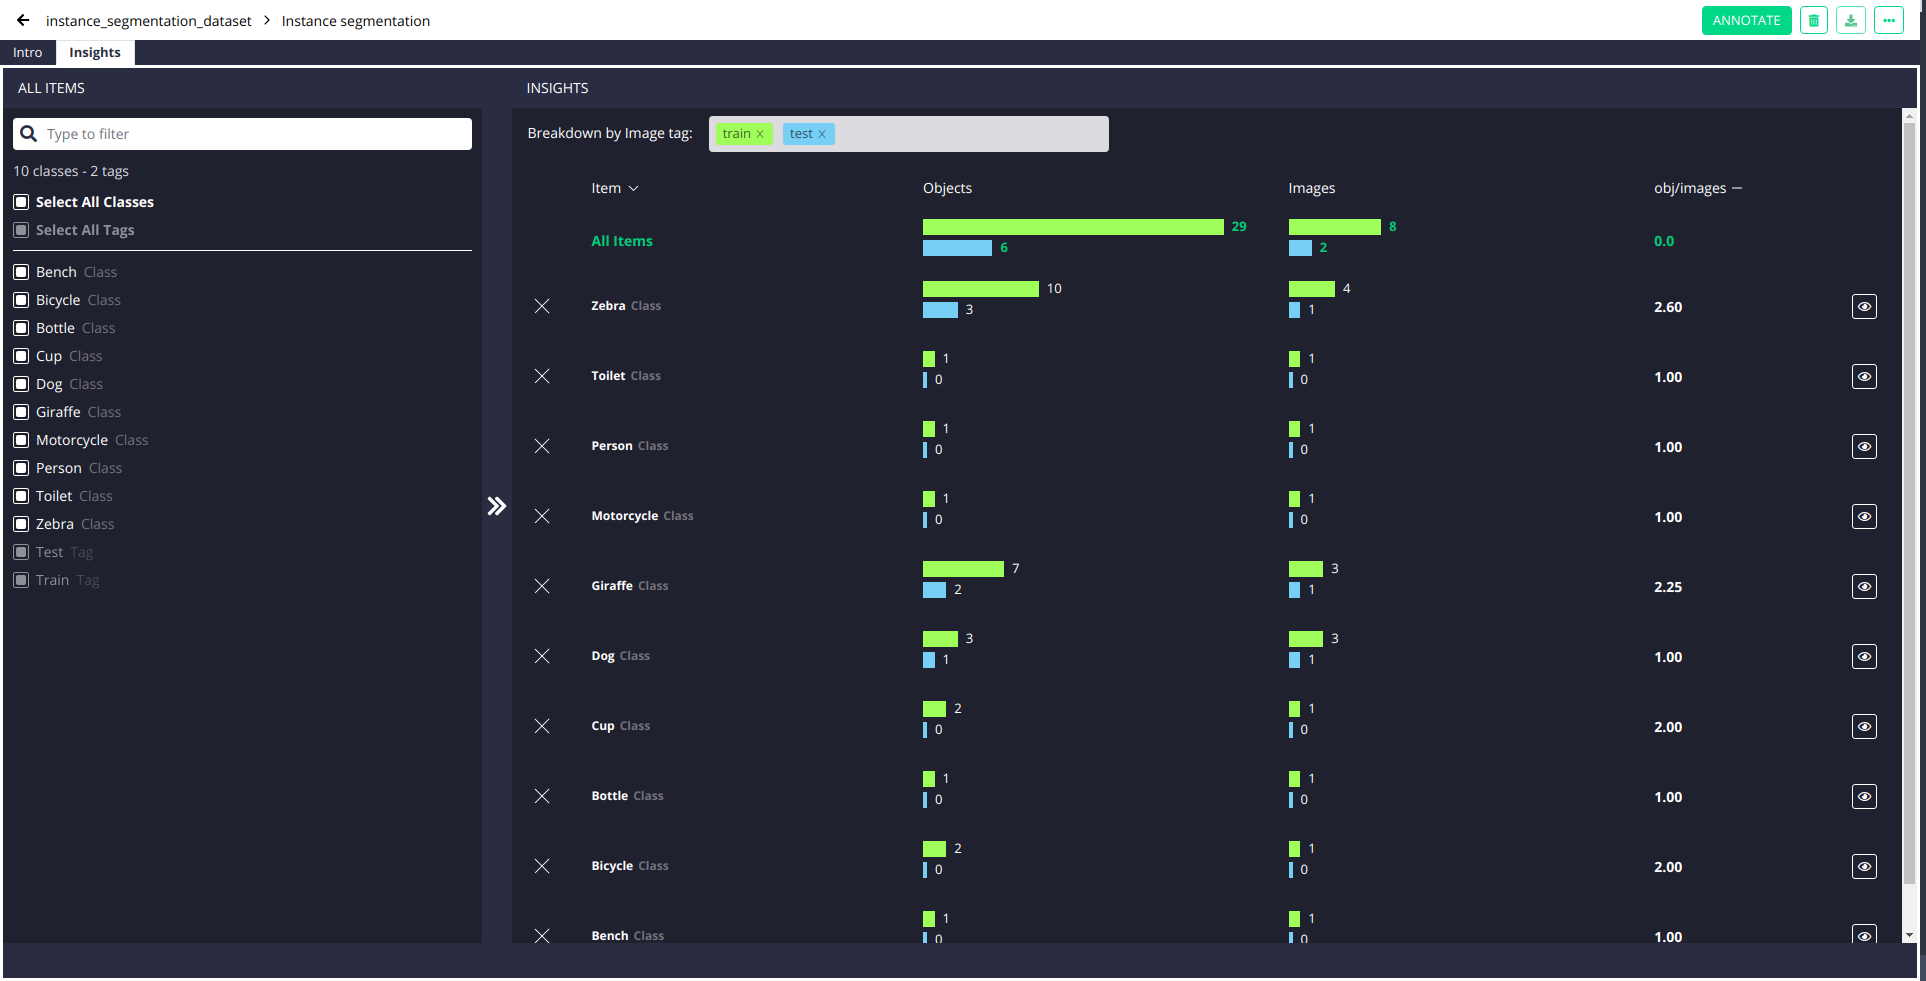 instance_segmentation_dataset > Instance segmentation
ANNOTATE
Intro Insights
ALL ITEMS
Type to filter
10 classes - 2 tags
Select All Classes
Select All Tags
Bench Class
Bicycle Class
Bottle Class
Cup Class
Dog Class
Giraffe Class
Motorcycle Class
Person Class
Toilet Class
Zebra Class
Test Tag
Train Tag
INSIGHTS
Breakdown by Image tag: train × test ×
Item Objects Images obj/images
29 8
All Items 0.0
6 2
10 4
Zebra Class 2.60
3 1
1 1
Toilet Class 1.00
0 0
1 1
Person Class 1.00
0 0
1 1
Motorcycle Class 1.00
0 0
7 3
Giraffe Class 2.25
2 1
3 3
Dog Class 1.00
1 1
2 1
Cup Class 2.00
0 0
1 1
Bottle Class 1.00
0 0
2 1
Bicycle Class 2.00
0 0
1 1
Bench Class 1.00
0 0